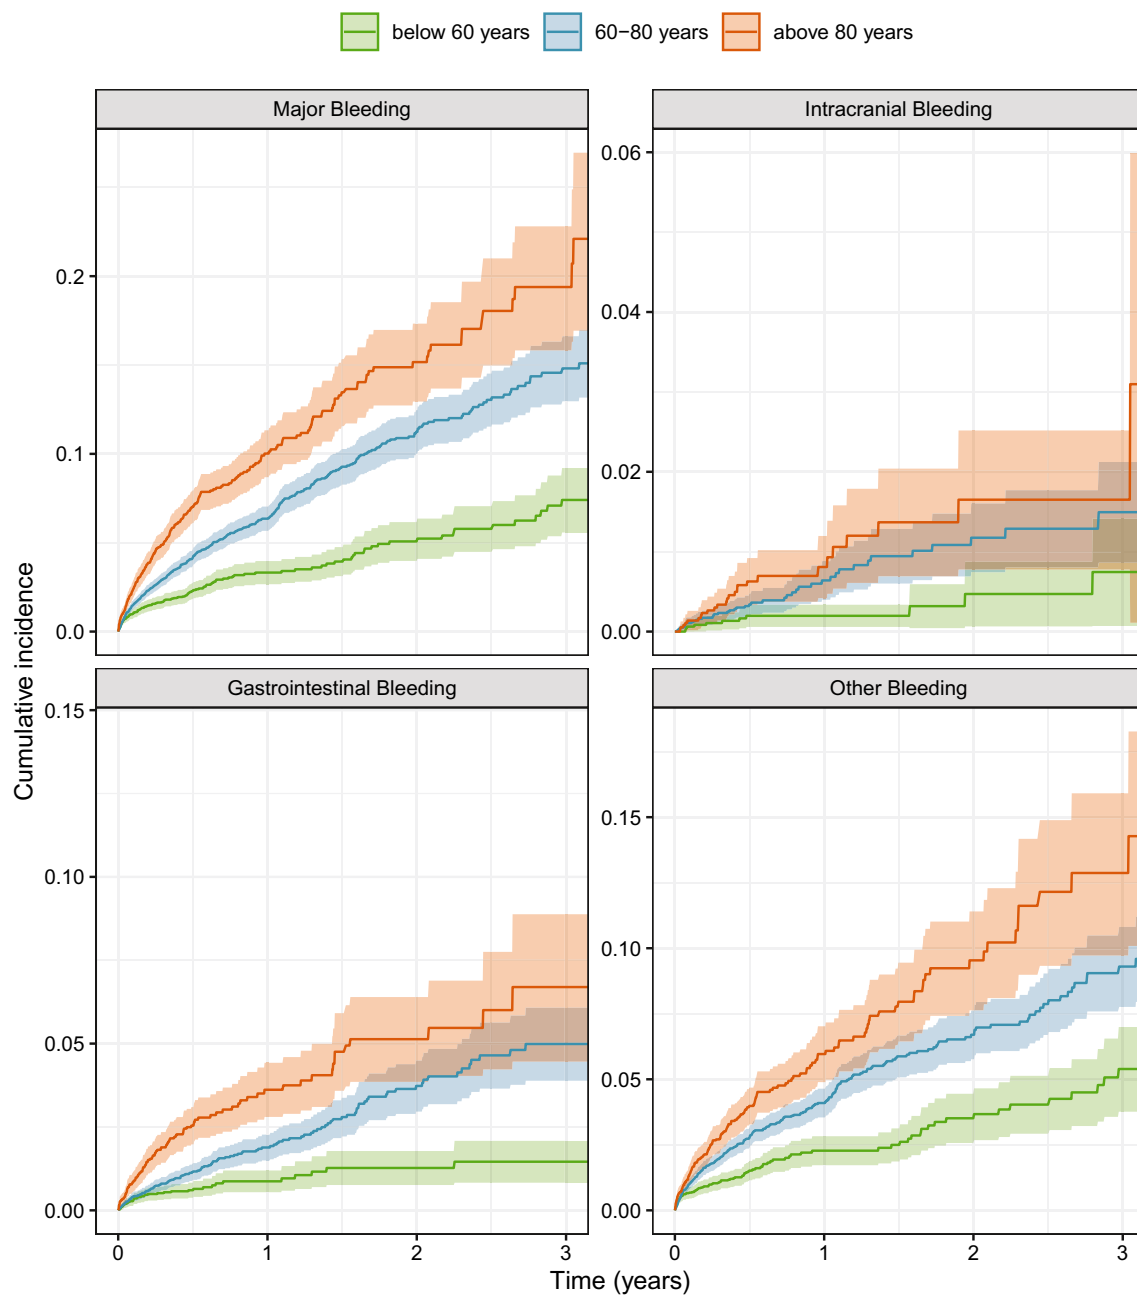 below 60 years 60−80 years above 80 years
Major Bleeding
Intracranial Bleeding
0.2
0.1
0.0
0.06
0.04
0.02
0.00
Cumulative incidence
Gastrointestinal Bleeding
Other Bleeding
0.15
0.10
0.05
0.00
0.15
0.10
0.05
0.00
0 1 2 3
0 1 2 3
Time (years)